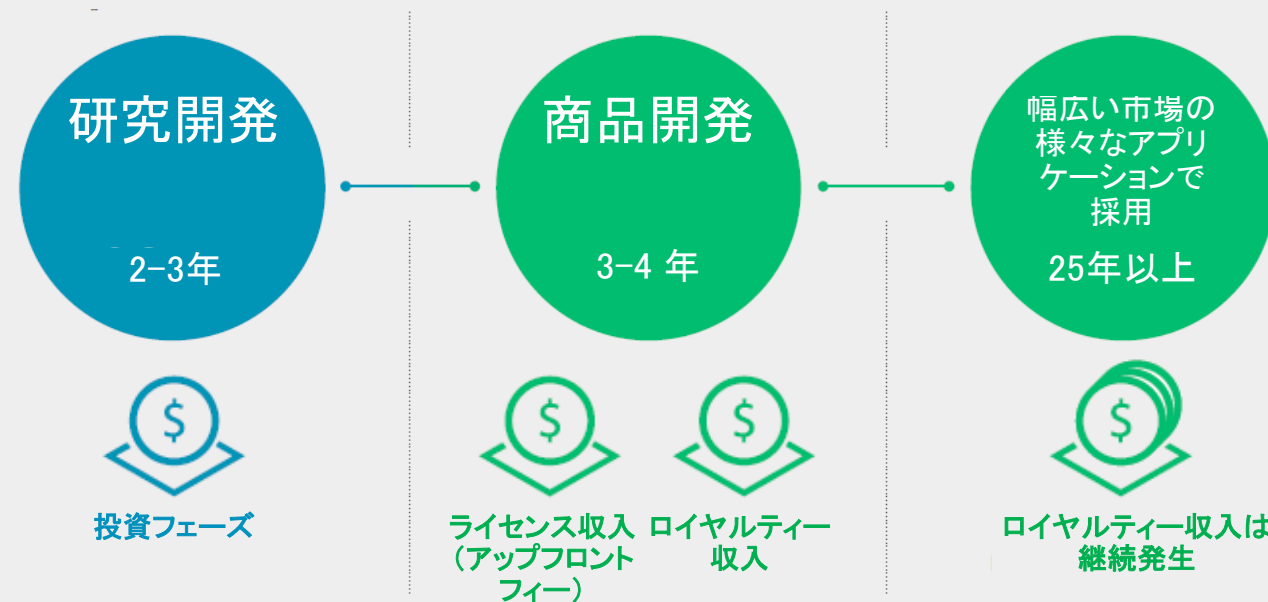 研究開発
2-3年
投資フェーズ
商品開発
3-4 年
$
$
$
ライセンス収入
（アップフロント
フィー）
ロイヤルティー
収入
幅広い市場の
様々なアプリ
ケーションで
採用
25年以上
$
ロイヤルティー収入は
継続発生